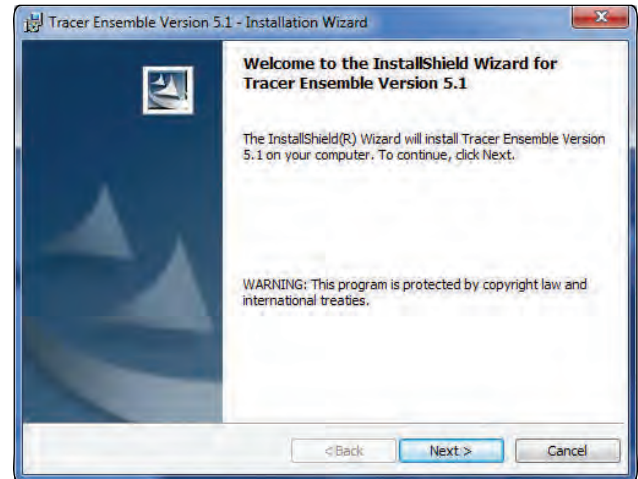 Tracer Ensemble Version 5.1 - Installation Wizard
Welcome to the InstallShield Wizard for
Tracer Ensemble Version 5.1
The InstallShield(R) Wizard will install Tracer Ensemble Version
5.1 on your computer. To continue, click Next.
WARNING: This program is protected by copyright law and
international treaties.
< Back Next > Cancel